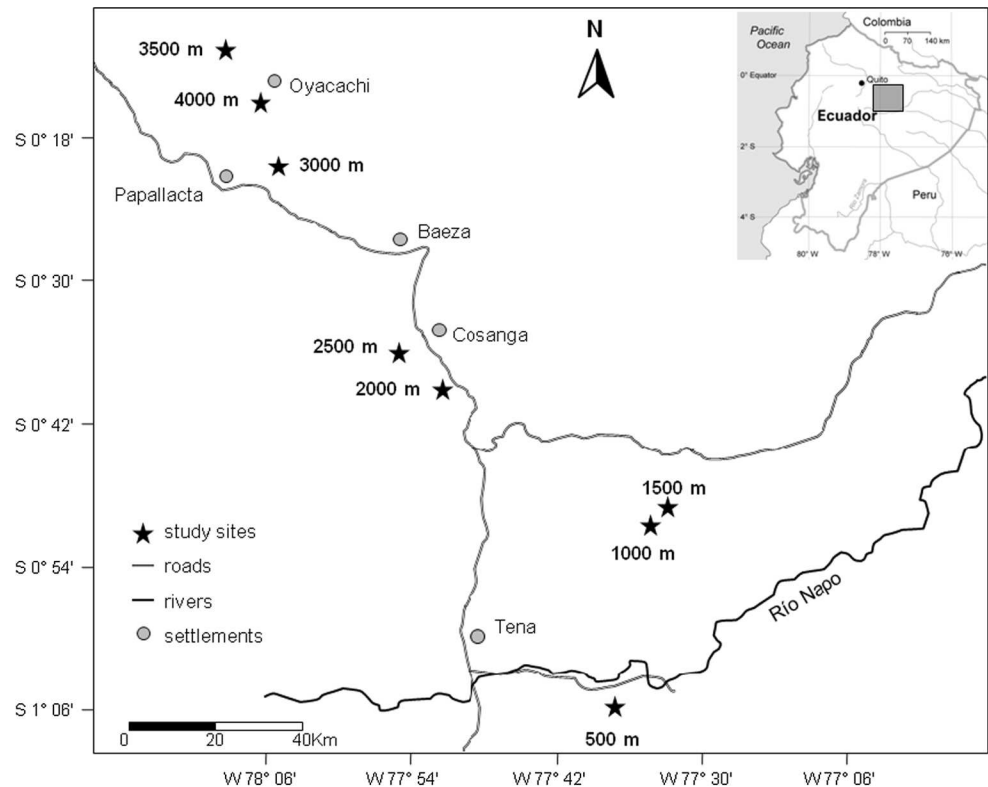 3500 m
Oyacachi
4000 m
S 0° 18'
3000 m
Papallacta
Baeza
S 0° 30'
Cosanga
2500 m
2000 m
S 0° 42'
1500 m
1000 m
S 0° 54'
study sites
roads
rivers
settlements
Río Napo
Tena
S 1° 06'
500 m
0 20 40Km
W 78° 06' W 77° 54' W 77° 42' W 77° 30' W 77° 06'
N
Pacific
Ocean
Colombia
0 70 140 km
0° Equator
Quito
Ecuador
2° S
Peru
4° S
80° W 78° W 76° W